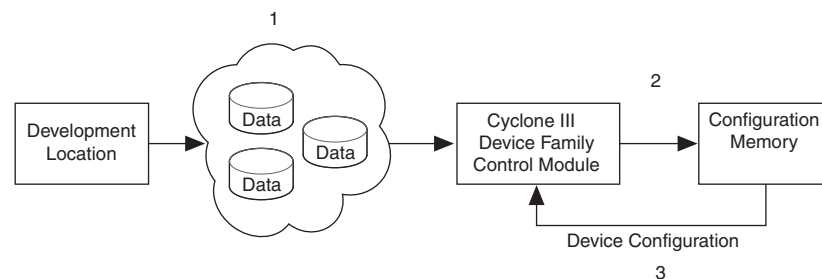 1
Development
Location
Data
Data
Data
Cyclone III
Device Family
Control Module
2
Configuration
Memory
Device Configuration
3